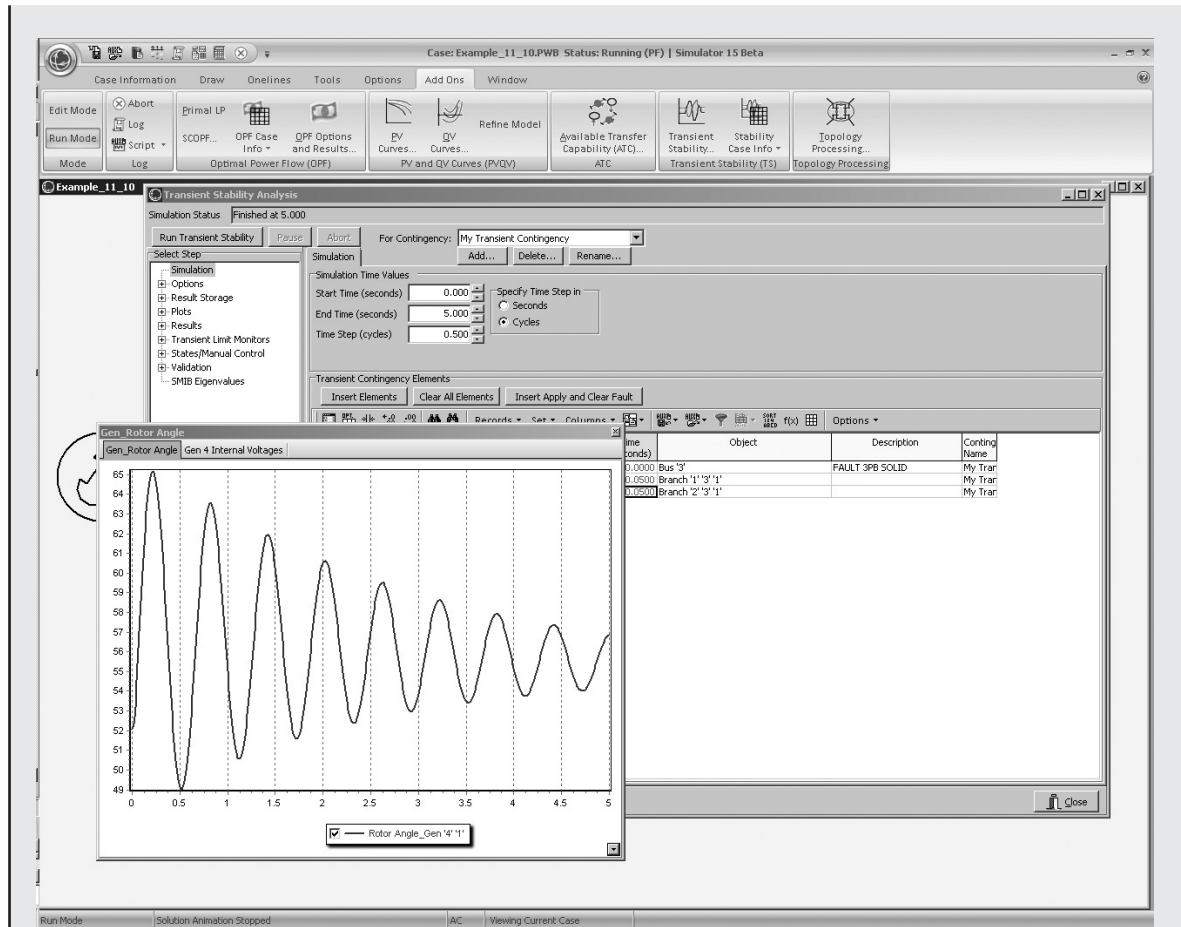 Case: Example_11_10.PWB Status: Running (PF) | Simulator 15 Beta
Case Information Draw Onelines Tools Options Add Ons Window
Edit Mode
Run Mode
Mode
Abort
Log
Script
Log
Primal LP
SCOPF...
OPF Case Info
OPF Options and Results...
Optimal Power Flow (OPF)
PV Curves...
QV Curves...
Refine Model
PV and QV Curves (PVQV)
Available Transfer Capability (ATC)...
ATC
Transient Stability...
Stability Case Info
Transient Stability (TS)
Topology Processing...
Topology Processing
Example_11_10
Transient Stability Analysis
Simulation Status Finished at 5.000
Run Transient Stability Pause Abort For Contingency: My Transient Contingency
Add... Delete... Rename...
Select Step
Simulation
Options
Result Storage
Plots
Results
Transient Limit Monitors
States/Manual Control
Validation
SMIB Eigenvalues
Simulation
Simulation Time Values
Start Time (seconds) 0.000
End Time (seconds) 5.000
Time Step (cycles) 0.500
Specify Time Step in
Seconds
Cycles
Transient Contingency Elements
Insert Elements Clear All Elements Insert Apply and Clear Fault
Records Set Columns f(x) Options
Object Description Conting Name
0.0000 Bus '3' FAULT 3PB SOLID My Tran
0.0500 Branch '1' '3' '1' My Tran
0.0500 Branch '2' '3' '1' My Tran
Gen_Rotor Angle
Gen_Rotor Angle Gen 4 Internal Voltages
65
64
63
62
61
60
59
58
57
56
55
54
53
52
51
50
49
0 0.5 1 1.5 2 2.5 3 3.5 4 4.5 5
Rotor Angle_Gen '4' '1'
Close
Run Mode Solution Animation Stopped AC Viewing Current Case